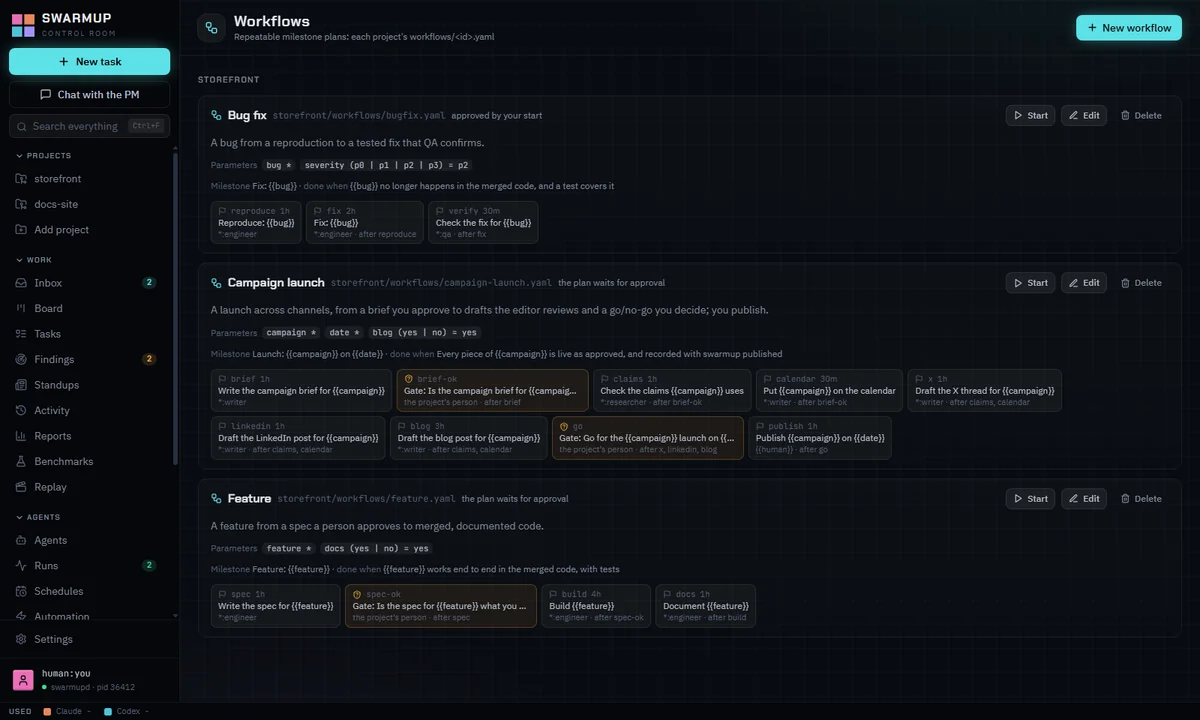 SWARMUP
CONTROL ROOM
+ New task
Chat with the PM
Search everything Ctrl+F
PROJECTS
storefront
docs-site
Add project
WORK
Inbox 2
Board
Tasks
Findings 2
Standups
Activity
Reports
Benchmarks
Replay
AGENTS
Agents
Runs 2
Schedules
Automation
Settings
human:you
swarmupd · pid 36412
USED Claude - Codex -
Workflows
Repeatable milestone plans: each project's workflows/<id>.yaml
+ New workflow
STOREFRONT
Bug fix storefront/workflows/bugfix.yaml approved by your start
Start Edit Delete
A bug from a reproduction to a tested fix that QA confirms.
Parameters bug * severity (p0 | p1 | p2 | p3) = p2
Milestone Fix: {{bug}} · done when {{bug}} no longer happens in the merged code, and a test covers it
reproduce 1h
Reproduce: {{bug}}
*:engineer
fix 2h
Fix: {{bug}}
*:engineer · after reproduce
verify 30m
Check the fix for {{bug}}
*:qa · after fix
Campaign launch storefront/workflows/campaign-launch.yaml the plan waits for approval
Start Edit Delete
A launch across channels, from a brief you approve to drafts the editor reviews and a go/no-go you decide; you publish.
Parameters campaign * date * blog (yes | no) = yes
Milestone Launch: {{campaign}} on {{date}} · done when Every piece of {{campaign}} is live as approved, and recorded with swarmup published
brief 1h
Write the campaign brief for {{campaign}}
*:writer
brief-ok
Gate: Is the campaign brief for {{campaig...
the project's person · after brief
claims 1h
Check the claims {{campaign}} uses
*:researcher · after brief-ok
calendar 30m
Put {{campaign}} on the calendar
*:writer · after brief-ok
x 1h
Draft the X thread for {{campaign}}
*:writer · after claims, calendar
linkedin 1h
Draft the LinkedIn post for {{campaign}}
*:writer · after claims, calendar
blog 3h
Draft the blog post for {{campaign}}
*:writer · after claims, calendar
go
Gate: Go for the {{campaign}} launch on {{...
the project's person · after x, linkedin, blog
publish 1h
Publish {{campaign}} on {{date}}
{{human}} · after go
Feature storefront/workflows/feature.yaml the plan waits for approval
Start Edit Delete
A feature from a spec a person approves to merged, documented code.
Parameters feature * docs (yes | no) = yes
Milestone Feature: {{feature}} · done when {{feature}} works end to end in the merged code, with tests
spec 1h
Write the spec for {{feature}}
*:engineer
spec-ok
Gate: Is the spec for {{feature}} what you ...
the project's person · after spec
build 4h
Build {{feature}}
*:engineer · after spec-ok
docs 1h
Document {{feature}}
*:engineer · after build